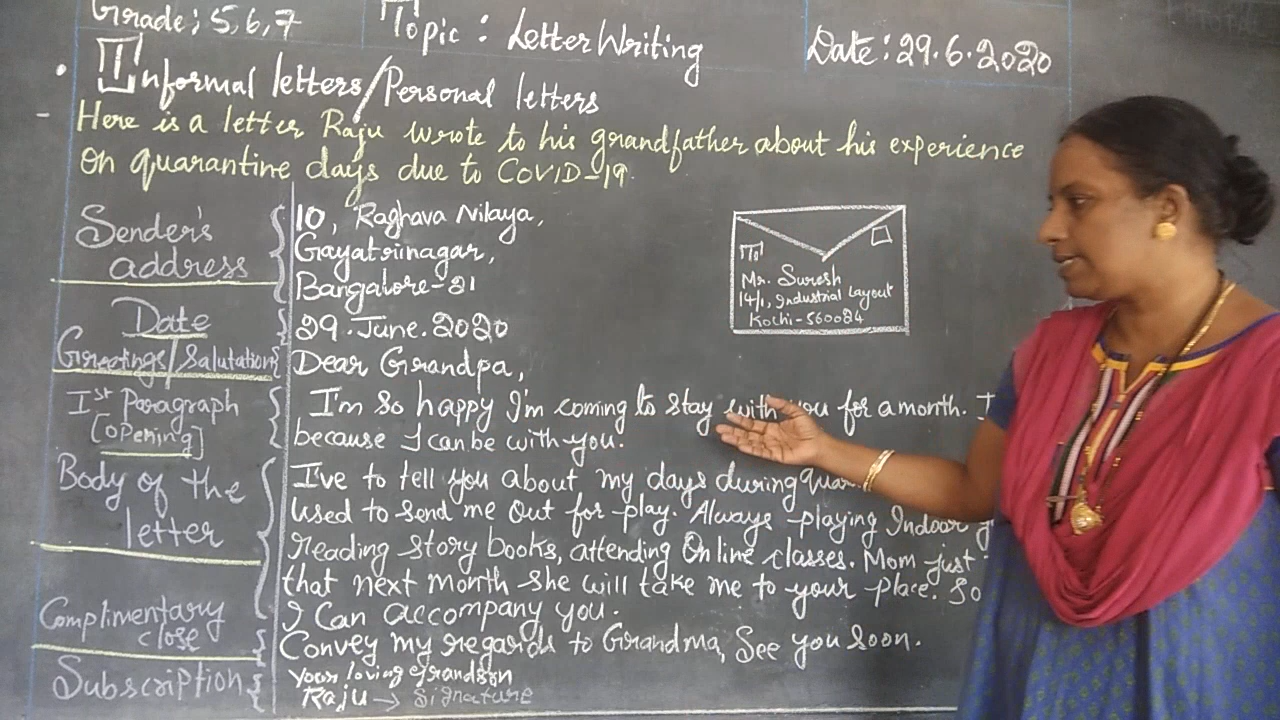 Grade: 5,6,7
Topic: Letter Writing
Date: 29.6.2020
• Informal letters/Personal letters
- Here is a letter Raju wrote to his grandfather about his experience
on quarantine days due to COVID-19.
Sender's
address
10, Raghava Nilaya,
Gayatrinagar,
Bangalore-21
To
Mr. Suresh
14/1, Industrial Layout
Kochi-560024
Date
29.June.2020
Greetings/Salutation
Dear Grandpa,
Ist Paragraph
[opening]
I'm so happy I'm coming to stay with you for a month. I
because I can be with you.
Body of the
letter
I've to tell you about my days during
used to send me out for play. Always playing Indoor
reading story books, attending Online classes. Mom just
that next month she will take me to your place. So
I can accompany you.
Complimentary
close
Convey my regards to Grandma, See you soon.
Subscription
your loving grandson
Raju → Signature